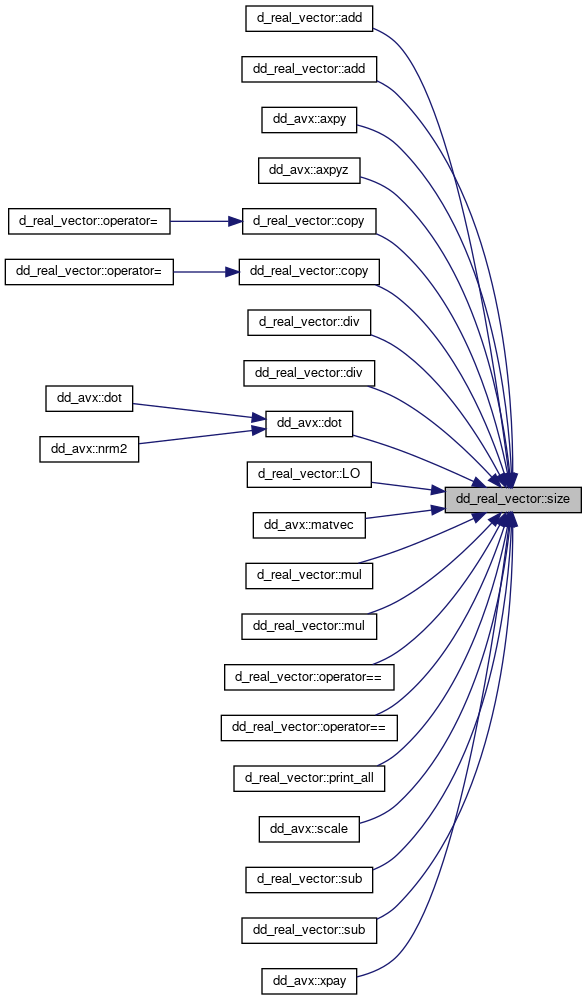 d_real_vector::add
dd_real_vector::add
dd_avx::axpy
dd_avx::axpyz
d_real_vector::operator=
d_real_vector::copy
dd_real_vector::operator=
dd_real_vector::copy
d_real_vector::div
dd_real_vector::div
dd_avx::dot
dd_avx::dot
dd_avx::nrm2
d_real_vector::LO
dd_real_vector::size
dd_avx::matvec
d_real_vector::mul
dd_real_vector::mul
d_real_vector::operator==
dd_real_vector::operator==
d_real_vector::print_all
dd_avx::scale
d_real_vector::sub
dd_real_vector::sub
dd_avx::xpay